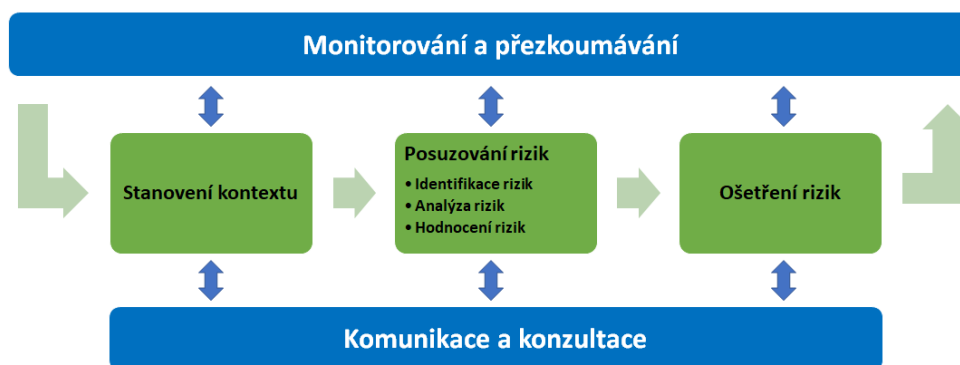 Monitorování a přezkoumávání
Stanovení kontextu
Posuzování rizik
• Identifikace rizik
• Analýza rizik
• Hodnocení rizik
Ošetření rizik
Komunikace a konzultace